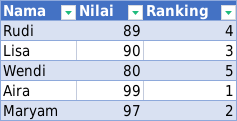 Nama Nilai Ranking
Rudi 89 4
Lisa 90 3
Wendi 80 5
Aira 99 1
Maryam 97 2